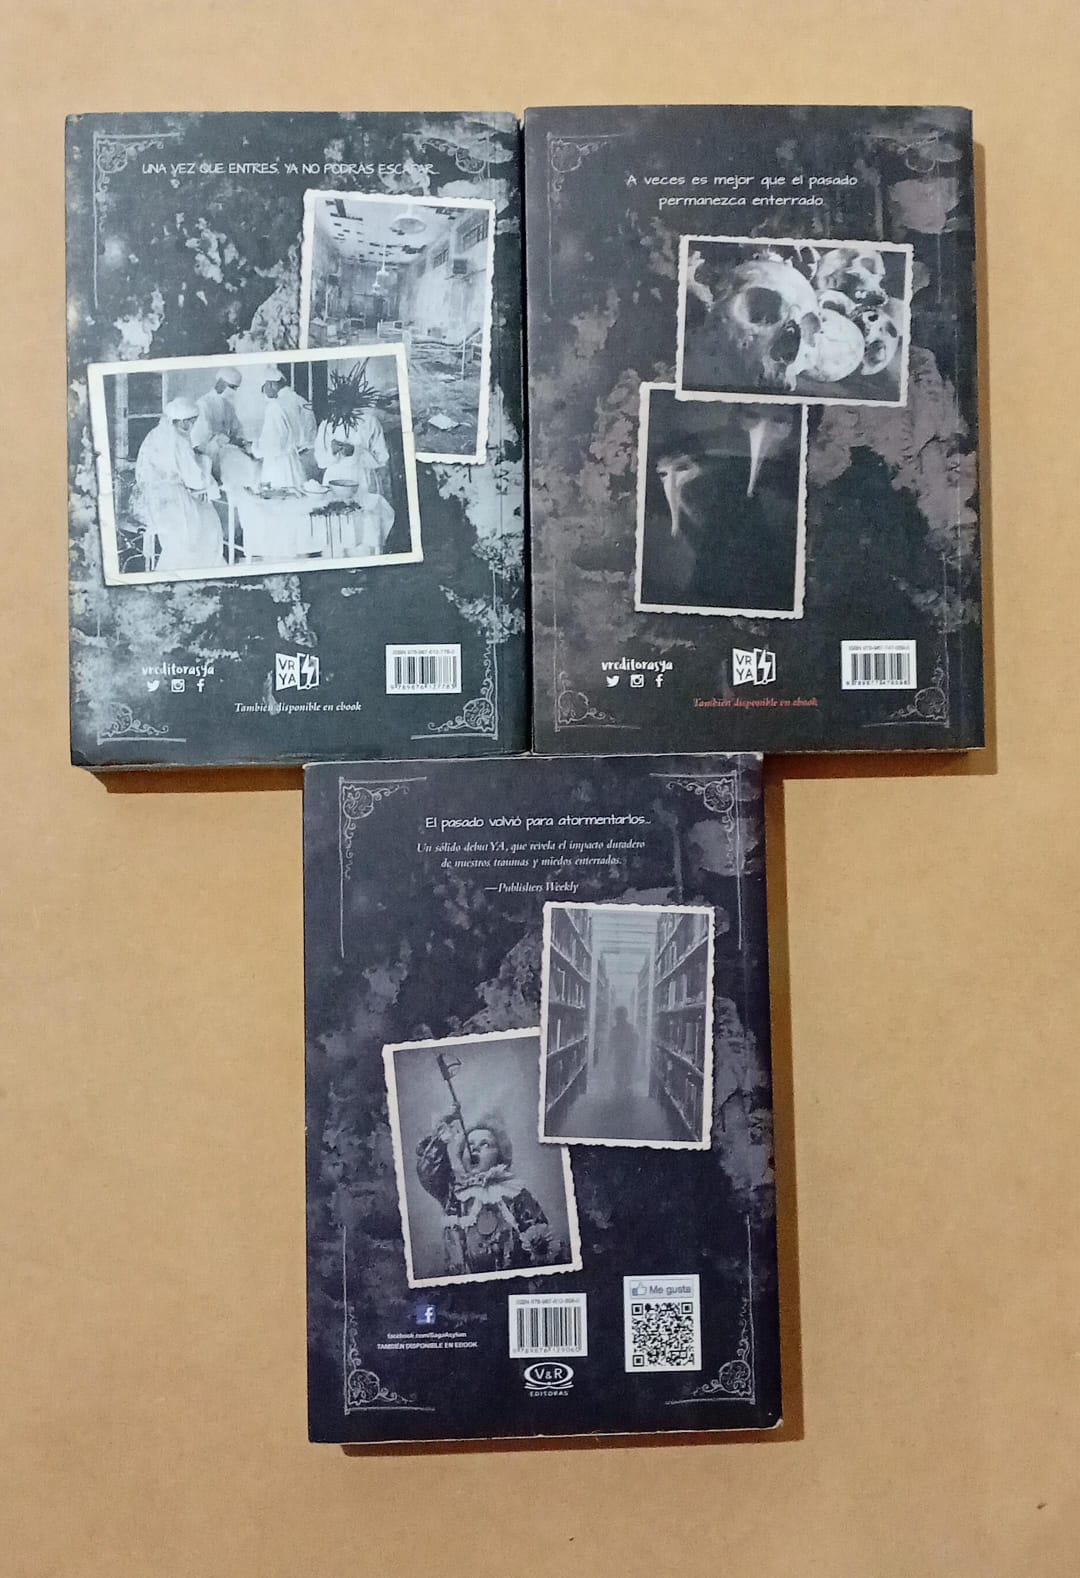 UNA VEZ QUE ENTRES, YA NO PODRÁS ESCAPAR...
vreditorasya
VR
YA
También disponible en ebook
A veces es mejor que el pasado
permanezca enterrado.
vreditorasya
VR
YA
También disponible en ebook
El pasado volvió para atormentarlos...
Un sólido debut YA, que revela el impacto duradero
de nuestros traumas y miedos enterrados.
—Publishers Weekly
facebook.com/SagaAsylum
TAMBIÉN DISPONIBLE EN EBOOK
9 789876 129060
V&R
EDITORAS
Me gusta